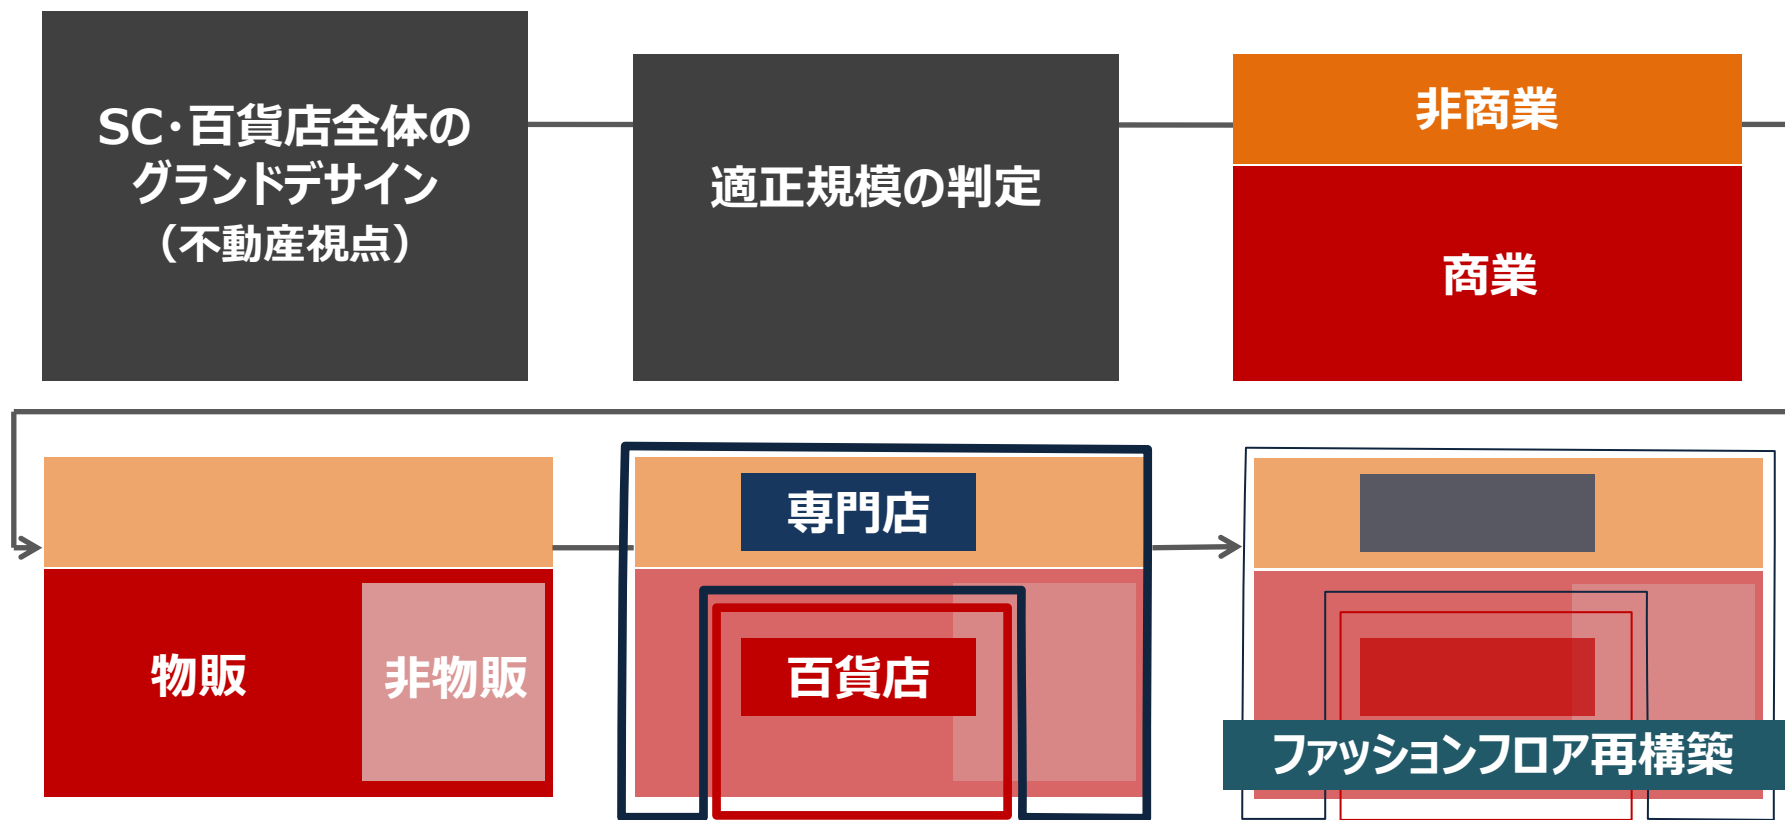 SC・百貨店全体の
グランドデザイン
（不動産視点）
適正規模の判定
非商業
商業
物販
非物販
専門店
百貨店
ファッションフロア再構築